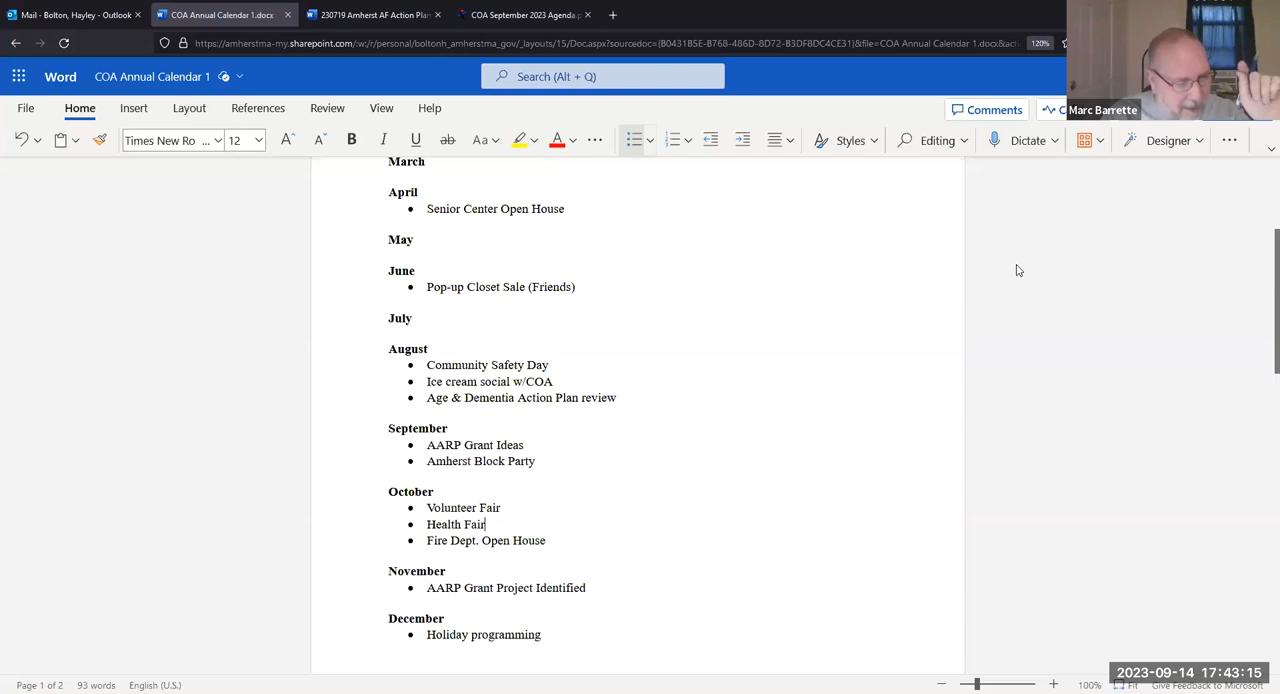 Mail - Bolton, Hayley - Outlook
COA Annual Calendar 1.docx
230719 Amherst AF Action Plan
COA September 2023 Agenda.p
https://amherstma-my.sharepoint.com/:w:/r/personal/boltonh_amherstma_gov/_layouts/15/Doc.aspx?sourcedoc={B0431B5E-B768-486D-8D72-B3DF8DC4CE31}&file=COA Annual Calendar 1.docx&acti
120%
Word
COA Annual Calendar 1
Search (Alt + Q)
File
Home
Insert
Layout
References
Review
View
Help
Comments
Marc Barrette
Times New Ro ...
12
Styles
Editing
Dictate
Designer
March
April
• Senior Center Open House
May
June
• Pop-up Closet Sale (Friends)
July
August
• Community Safety Day
• Ice cream social w/COA
• Age & Dementia Action Plan review
September
• AARP Grant Ideas
• Amherst Block Party
October
• Volunteer Fair
• Health Fair
• Fire Dept. Open House
November
• AARP Grant Project Identified
December
• Holiday programming
2023-09-14 17:43:15
Page 1 of 2
93 words
English (U.S.)
100%
Fit
Give Feedback to Microsoft